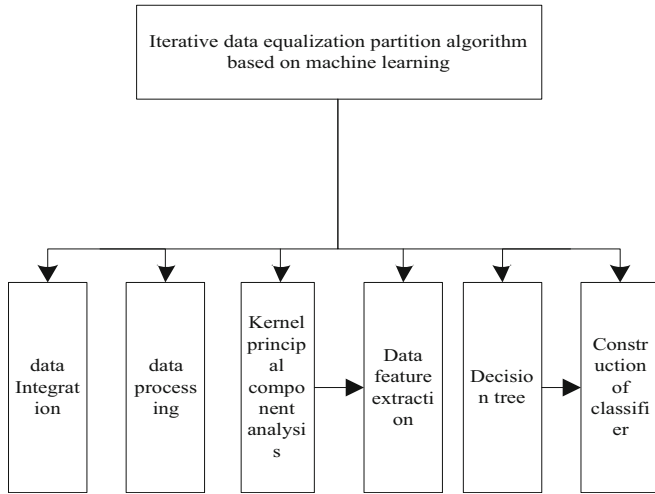 Iterative data equalization partition algorithm
based on machine learning
data
Integrat
ion
data
process
ing
Kernel
princip
al
compo
nent
analysi
s
Data
feature
extracti
on
Decisio
n tree
Constr
uction
of
classifi
er